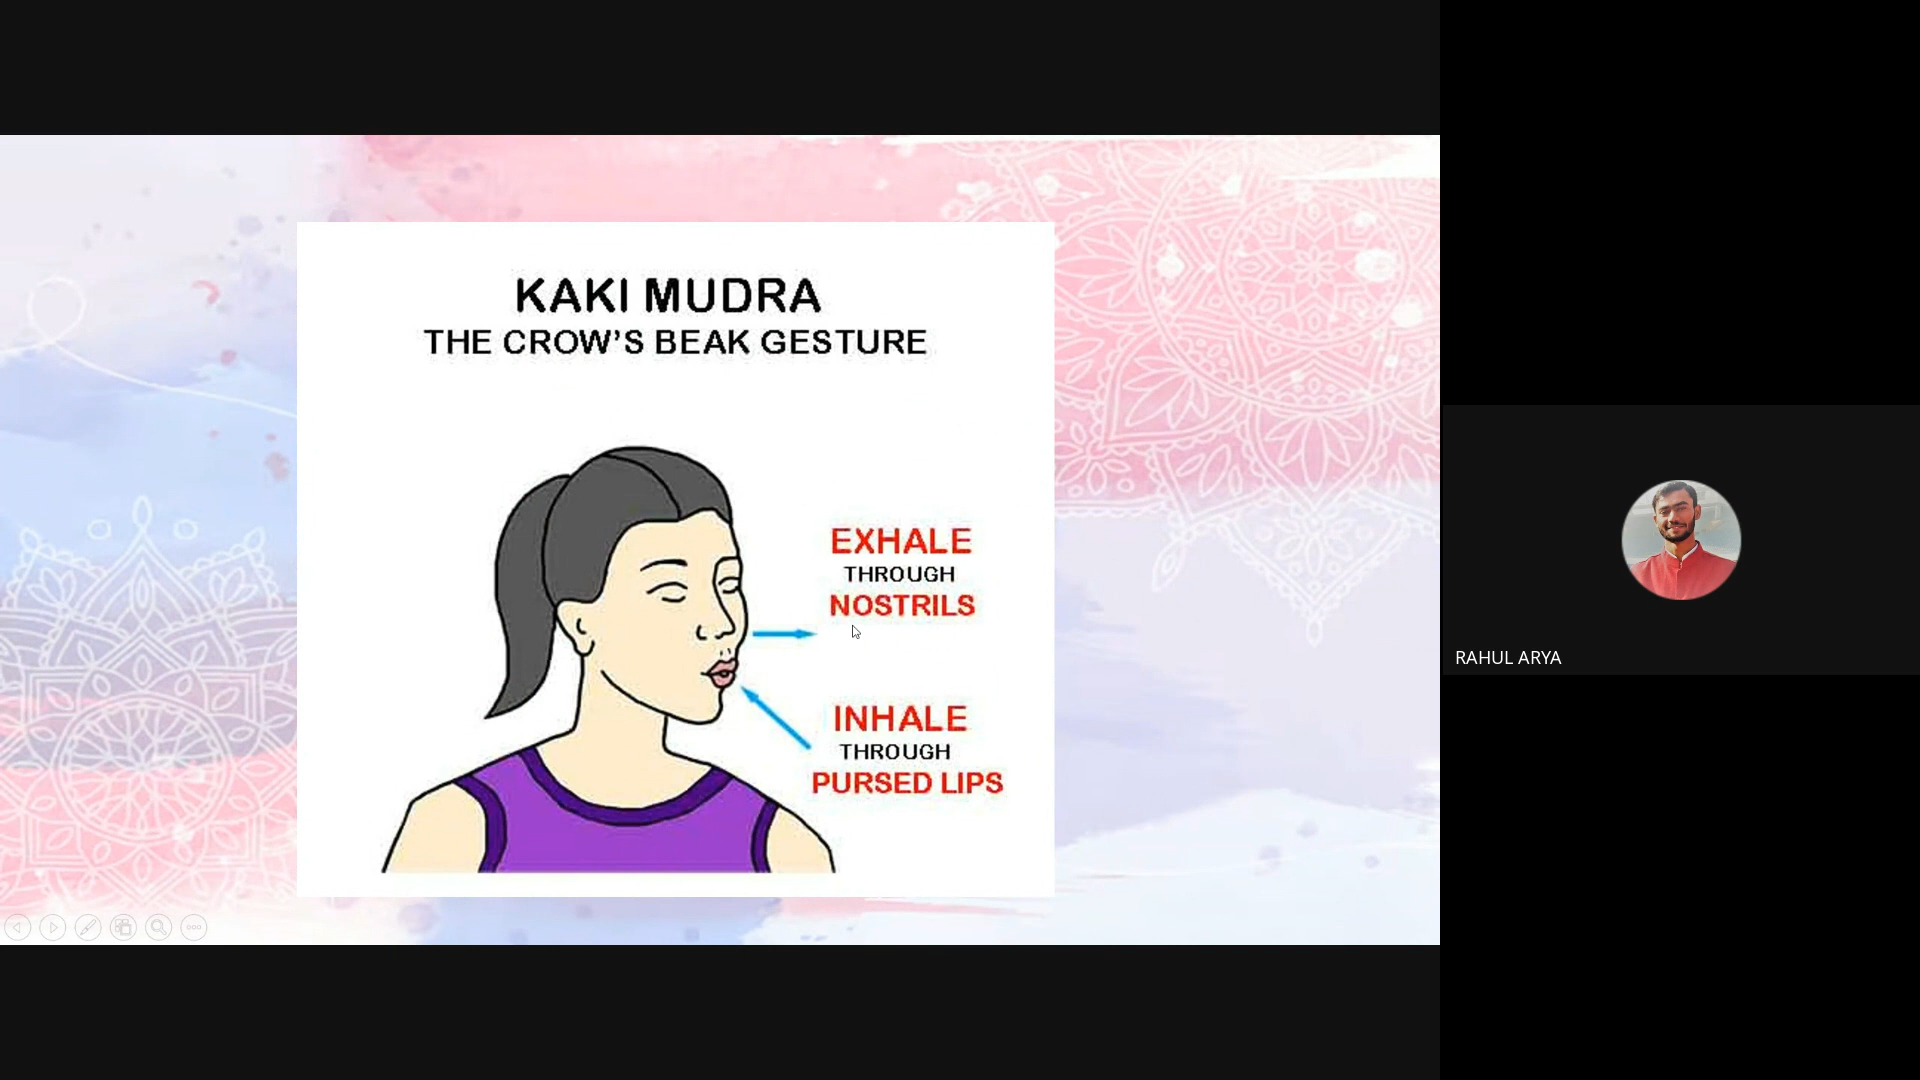 KAKI MUDRA
THE CROW'S BEAK GESTURE
EXHALE
THROUGH
NOSTRILS
INHALE
THROUGH
PURSED LIPS
RAHUL ARYA